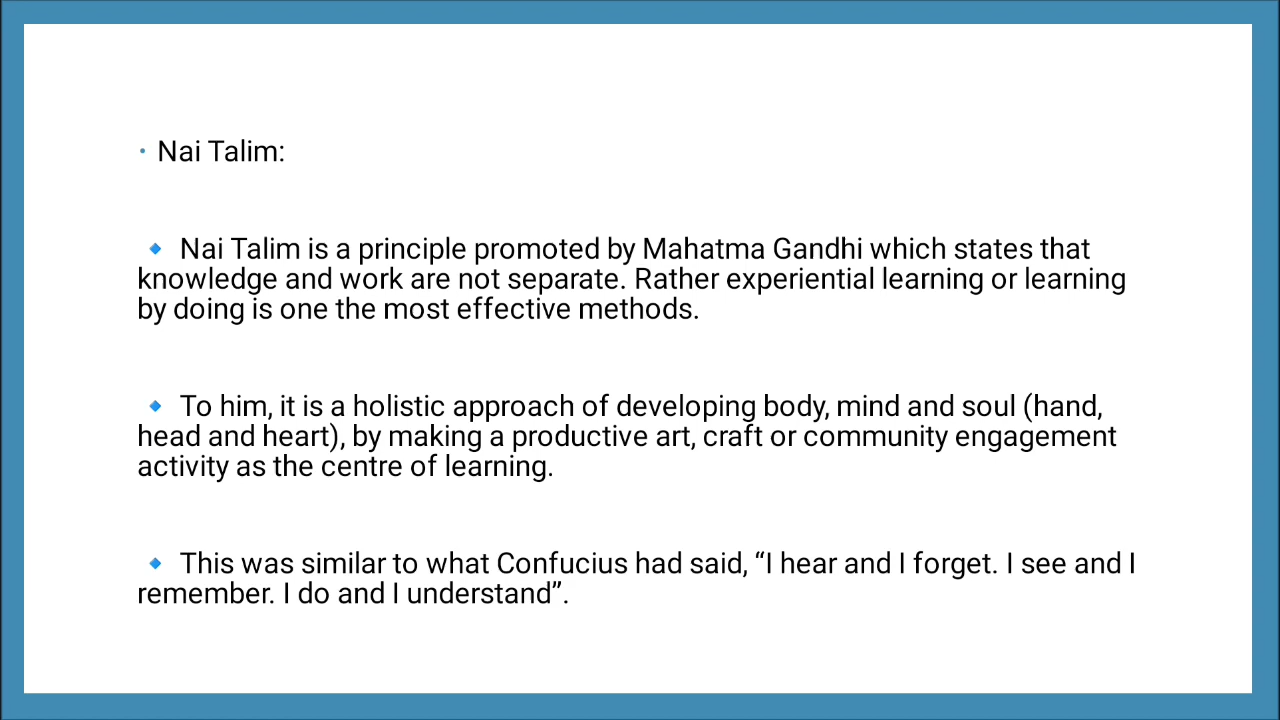 • Nai Talim:
🔹 Nai Talim is a principle promoted by Mahatma Gandhi which states that
knowledge and work are not separate. Rather experiential learning or learning
by doing is one the most effective methods.
🔹 To him, it is a holistic approach of developing body, mind and soul (hand,
head and heart), by making a productive art, craft or community engagement
activity as the centre of learning.
🔹 This was similar to what Confucius had said, “I hear and I forget. I see and I
remember. I do and I understand”.